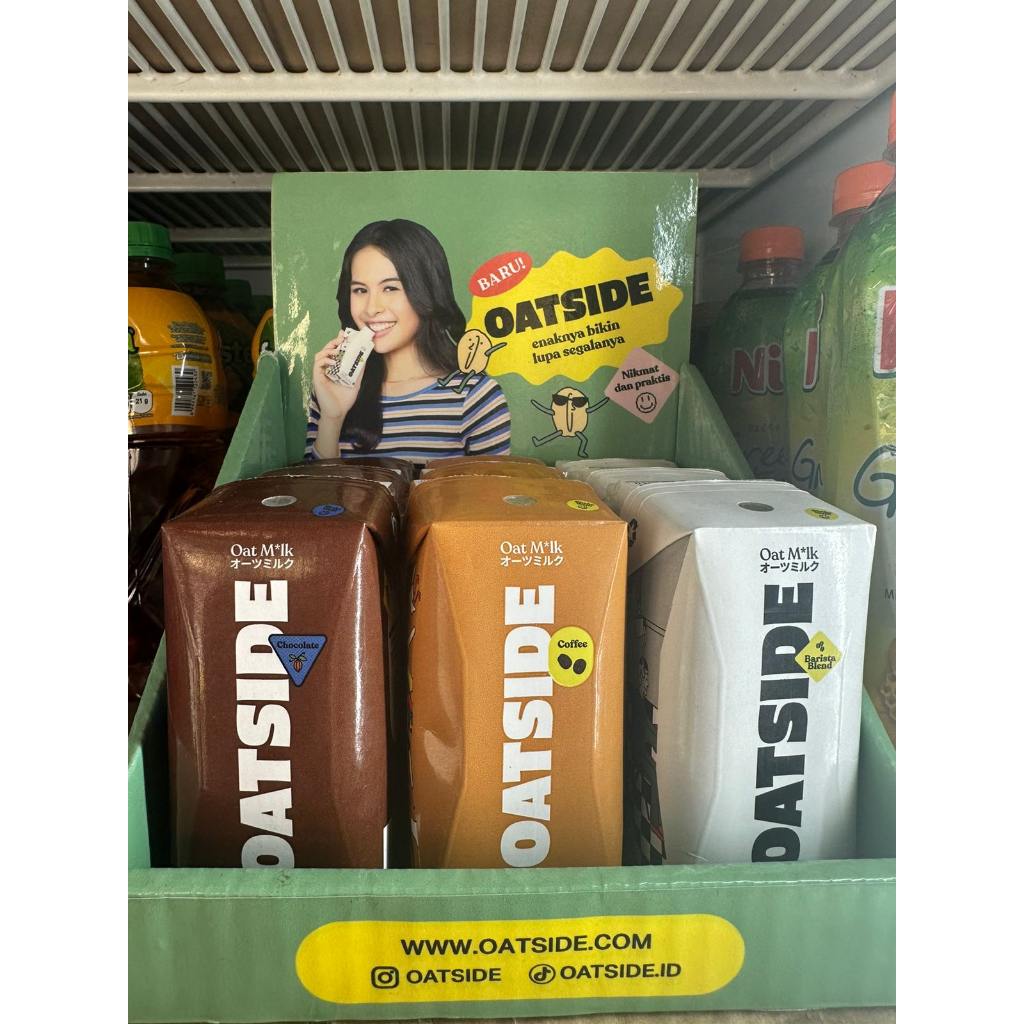 BARU!
OATSIDE
enaknya bikin
lupa segalanya
Nikmat
dan praktis
OATSIDE
Oat M*lk
オーツミルク
OATSIDE
Chocolate
Oat M*lk
オーツミルク
OATSIDE
Coffee
Oat M*lk
オーツミルク
OATSIDE
Barista
Blend
WWW.OATSIDE.COM
OATSIDE
OATSIDE.ID
21 g